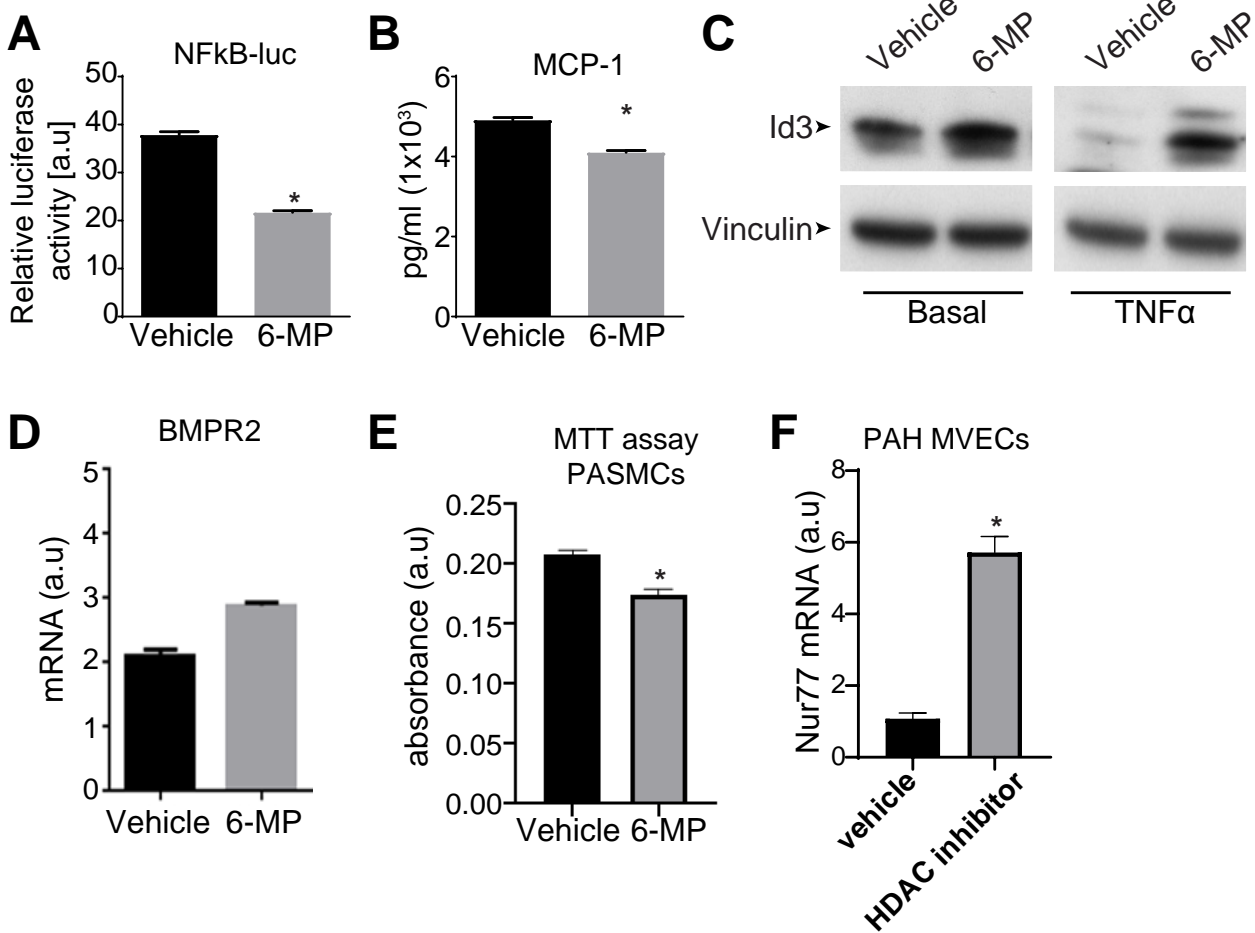 A
NFkB-luc
Relative luciferase
activity [a.u]
50
40
30
20
10
0
*
Vehicle 6-MP
B
MCP-1
pg/ml (1x10³)
6
4
2
0
*
Vehicle 6-MP
C
Vehicle
6-MP
Vehicle
6-MP
Id3
Vinculin
Basal
TNFα
D
BMPR2
mRNA (a.u)
5
4
3
2
1
0
Vehicle 6-MP
E
MTT assay
PASMCs
absorbance (a.u)
0.25
0.20
0.15
0.10
0.05
0.00
*
Vehicle 6-MP
F
PAH MVECs
Nur77 mRNA (a.u)
8
6
4
2
0
*
vehicle
HDAC inhibitor